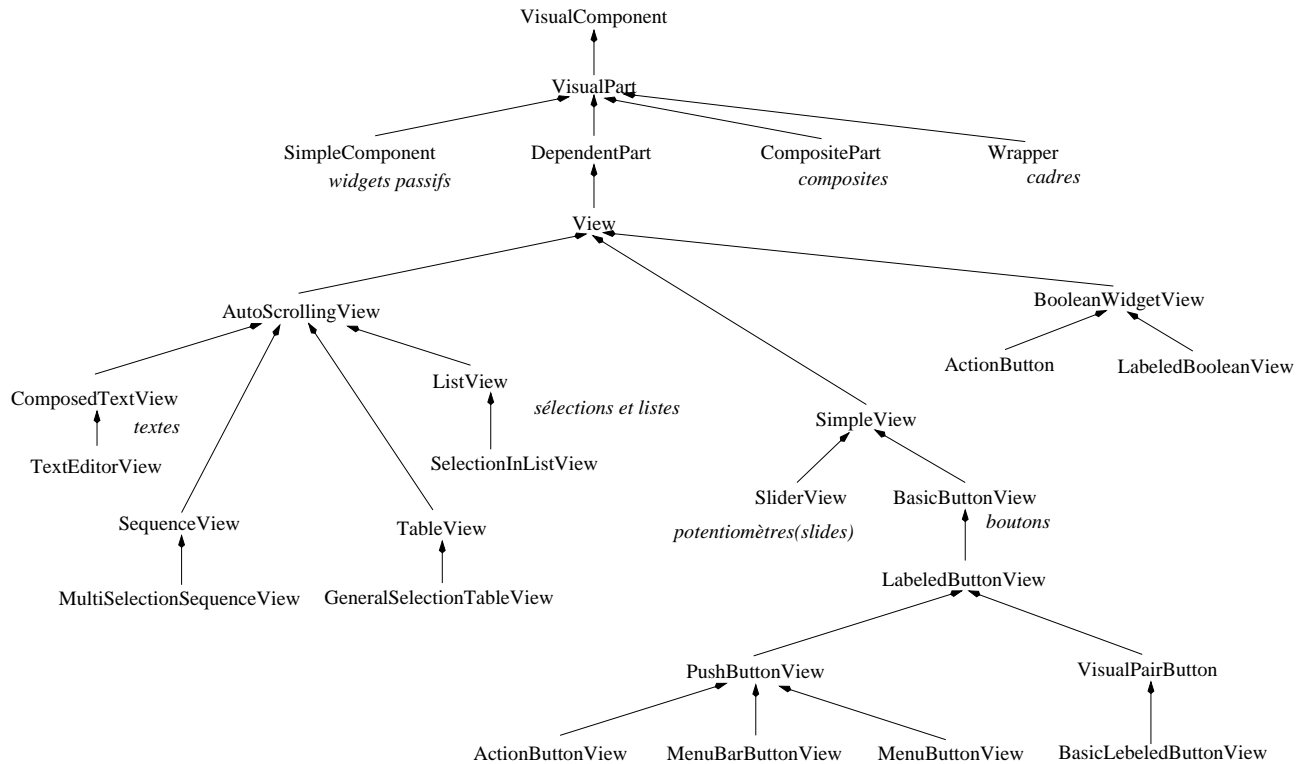 VisualComponent
VisualPart
SimpleComponent
widgets passifs
DependentPart
CompositePart
composites
Wrapper
cadres
View
AutoScrollingView
BooleanWidgetView
ActionButton
LabeledBooleanView
ComposedTextView
textes
TextEditorView
ListView
sélections et listes
SelectionInListView
SimpleView
SliderView
potentiomètres(slides)
BasicButtonView
boutons
SequenceView
TableView
MultiSelectionSequenceView
GeneralSelectionTableView
LabeledButtonView
PushButtonView
VisualPairButton
ActionButtonView
MenuBarButtonView
MenuButtonView
BasicLebeledButtonView